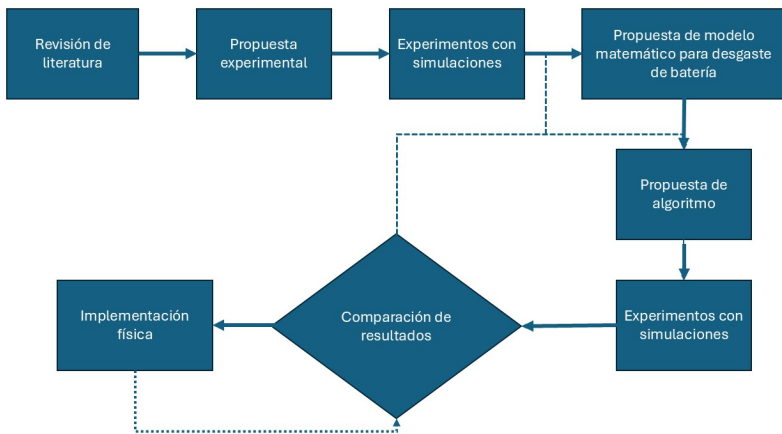 Revisión de
literatura
Propuesta
experimental
Experimentos con
simulaciones
Propuesta de modelo
matemático para desgaste
de batería
Propuesta de
algoritmo
Experimentos con
simulaciones
Comparación de
resultados
Implementación
física